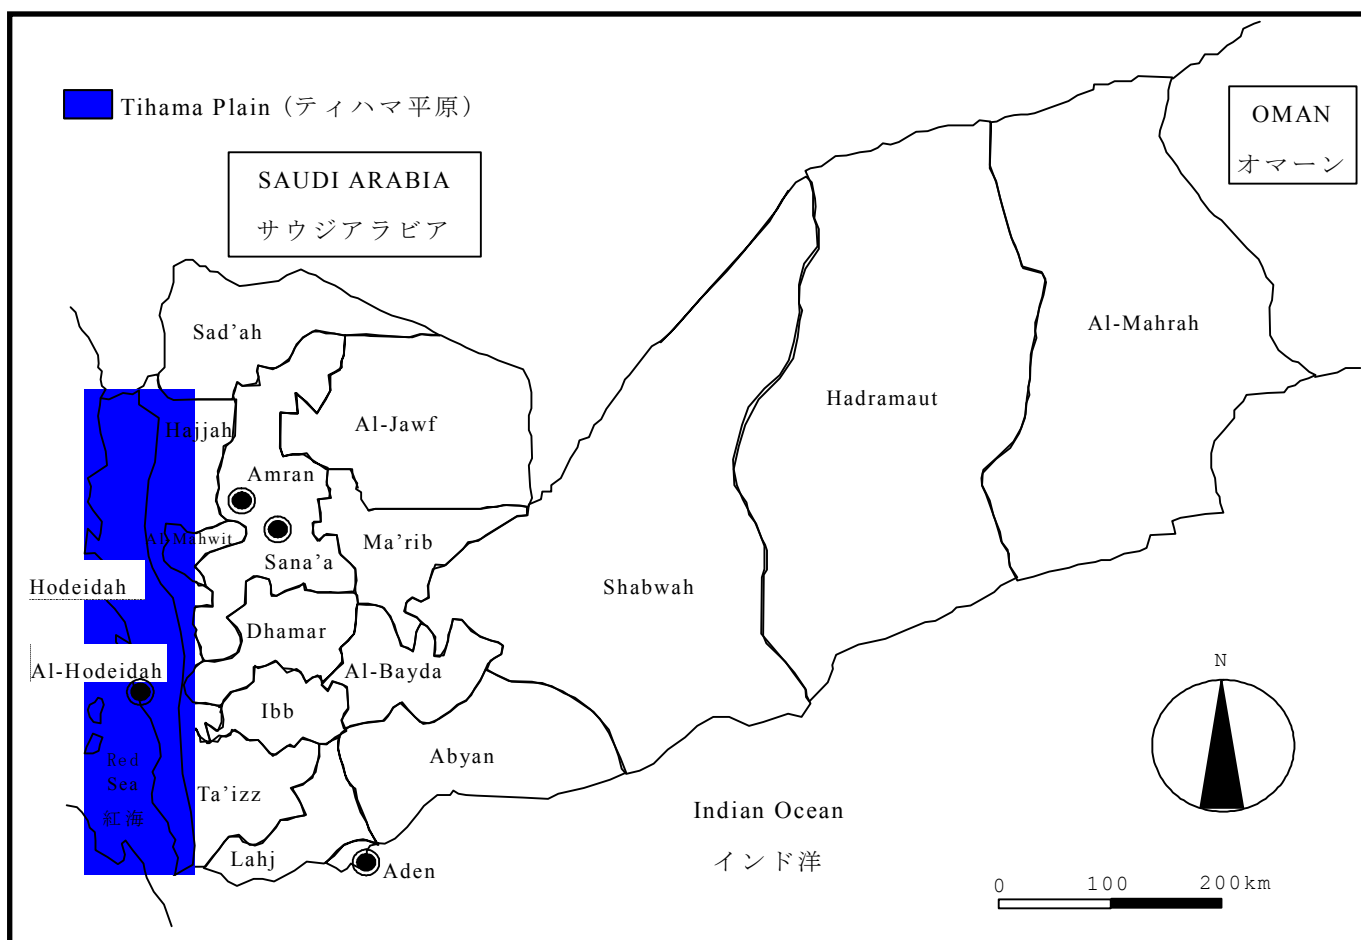 Tihama Plain (ティハマ平原)
OMAN
オマーン
SAUDI ARABIA
サウジアラビア
Sad'ah
Al-Mahrah
Hadramaut
Al-Jawf
Hajjah
Amran
Al-Mahwit
Ma'rib
Sana'a
Hodeidah
Shabwah
Dhamar
Al-Hodeidah
Al-Bayda
N
Ibb
Abyan
Red
Sea
紅海
Ta'izz
Indian Ocean
インド洋
Lahj
Aden
0 100 200km